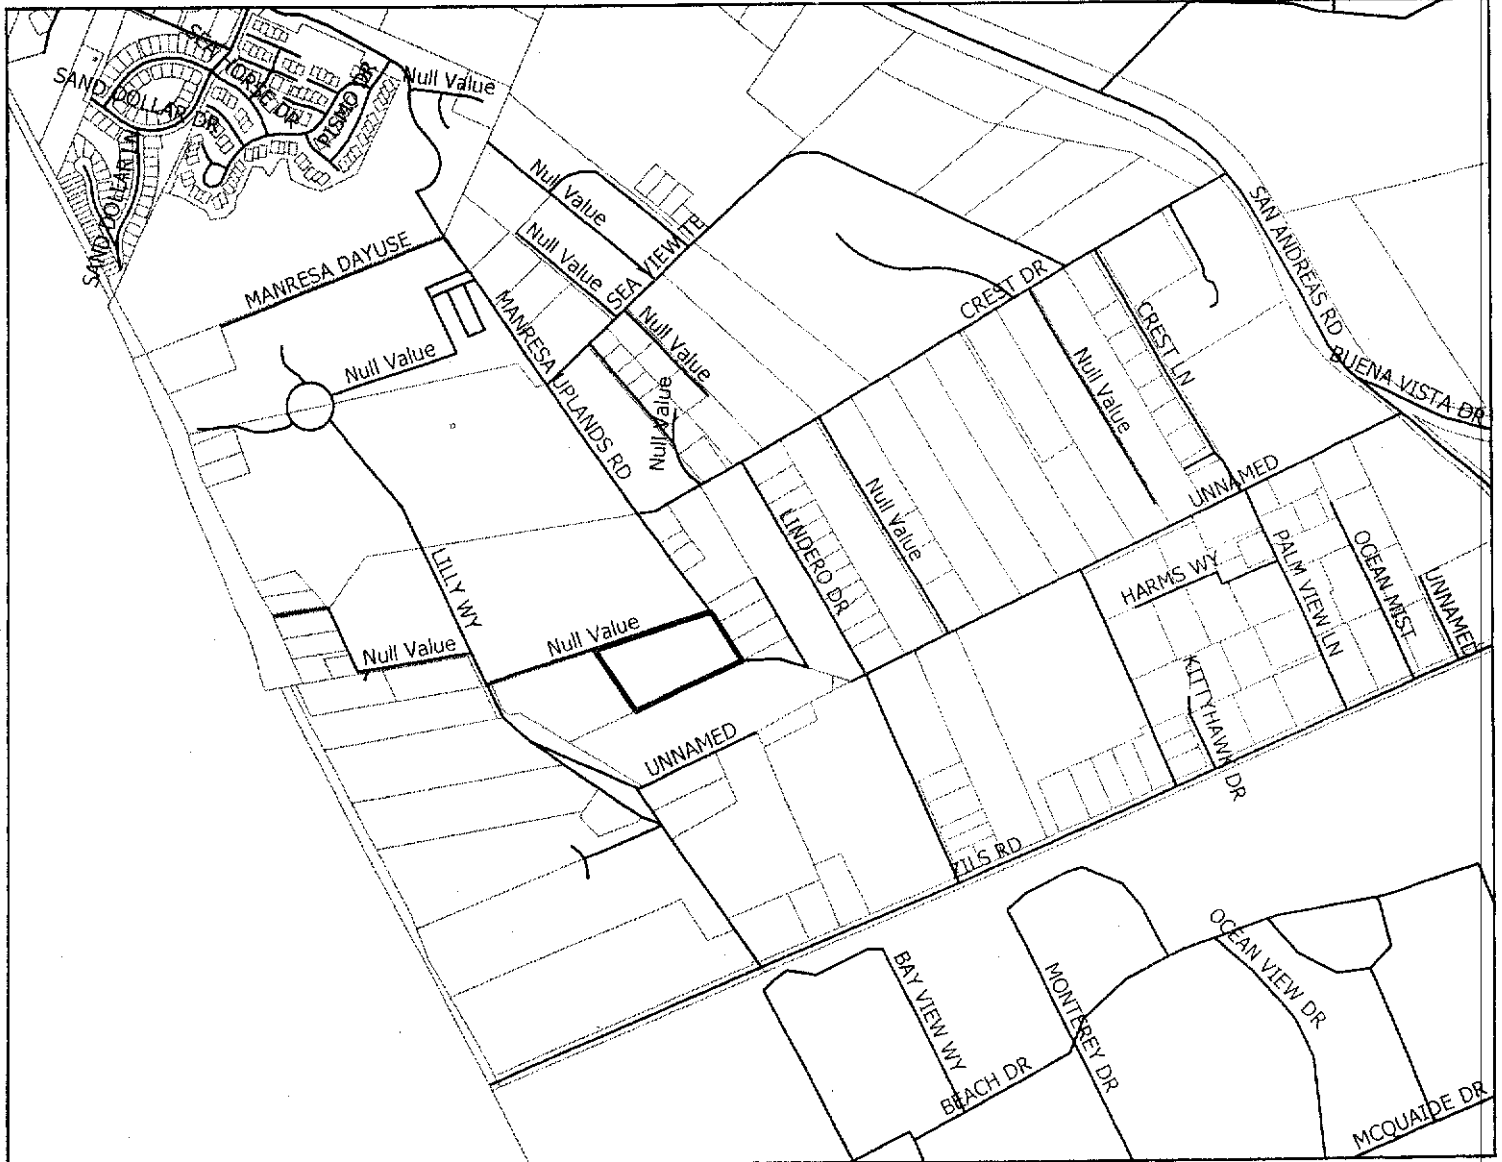 SEA HORSE DR
SAND DOLLAR DR
PISMO DR
Null Value
SAND DOLLAR LN
Null Value
Null Value
SEA VIEW TE
MANRESA DAYUSE
SAN ANDREAS RD
CREST DR
MANRESA UPLANDS RD
Null Value
CREST LN
Null Value
Null Value
BUENA VISTA DR
Null Value
UNNAMED
Null Value
LINDERO DR
LILLY WY
HARMS WY
PALM VIEW LN
OCEAN MIST
UNNAMED
Null Value
Null Value
KITTYHAWK DR
UNNAMED
ZILS RD
OCEAN VIEW DR
BAY VIEW WY
MONTEREY DR
BEACH DR
MCQUAIDE DR